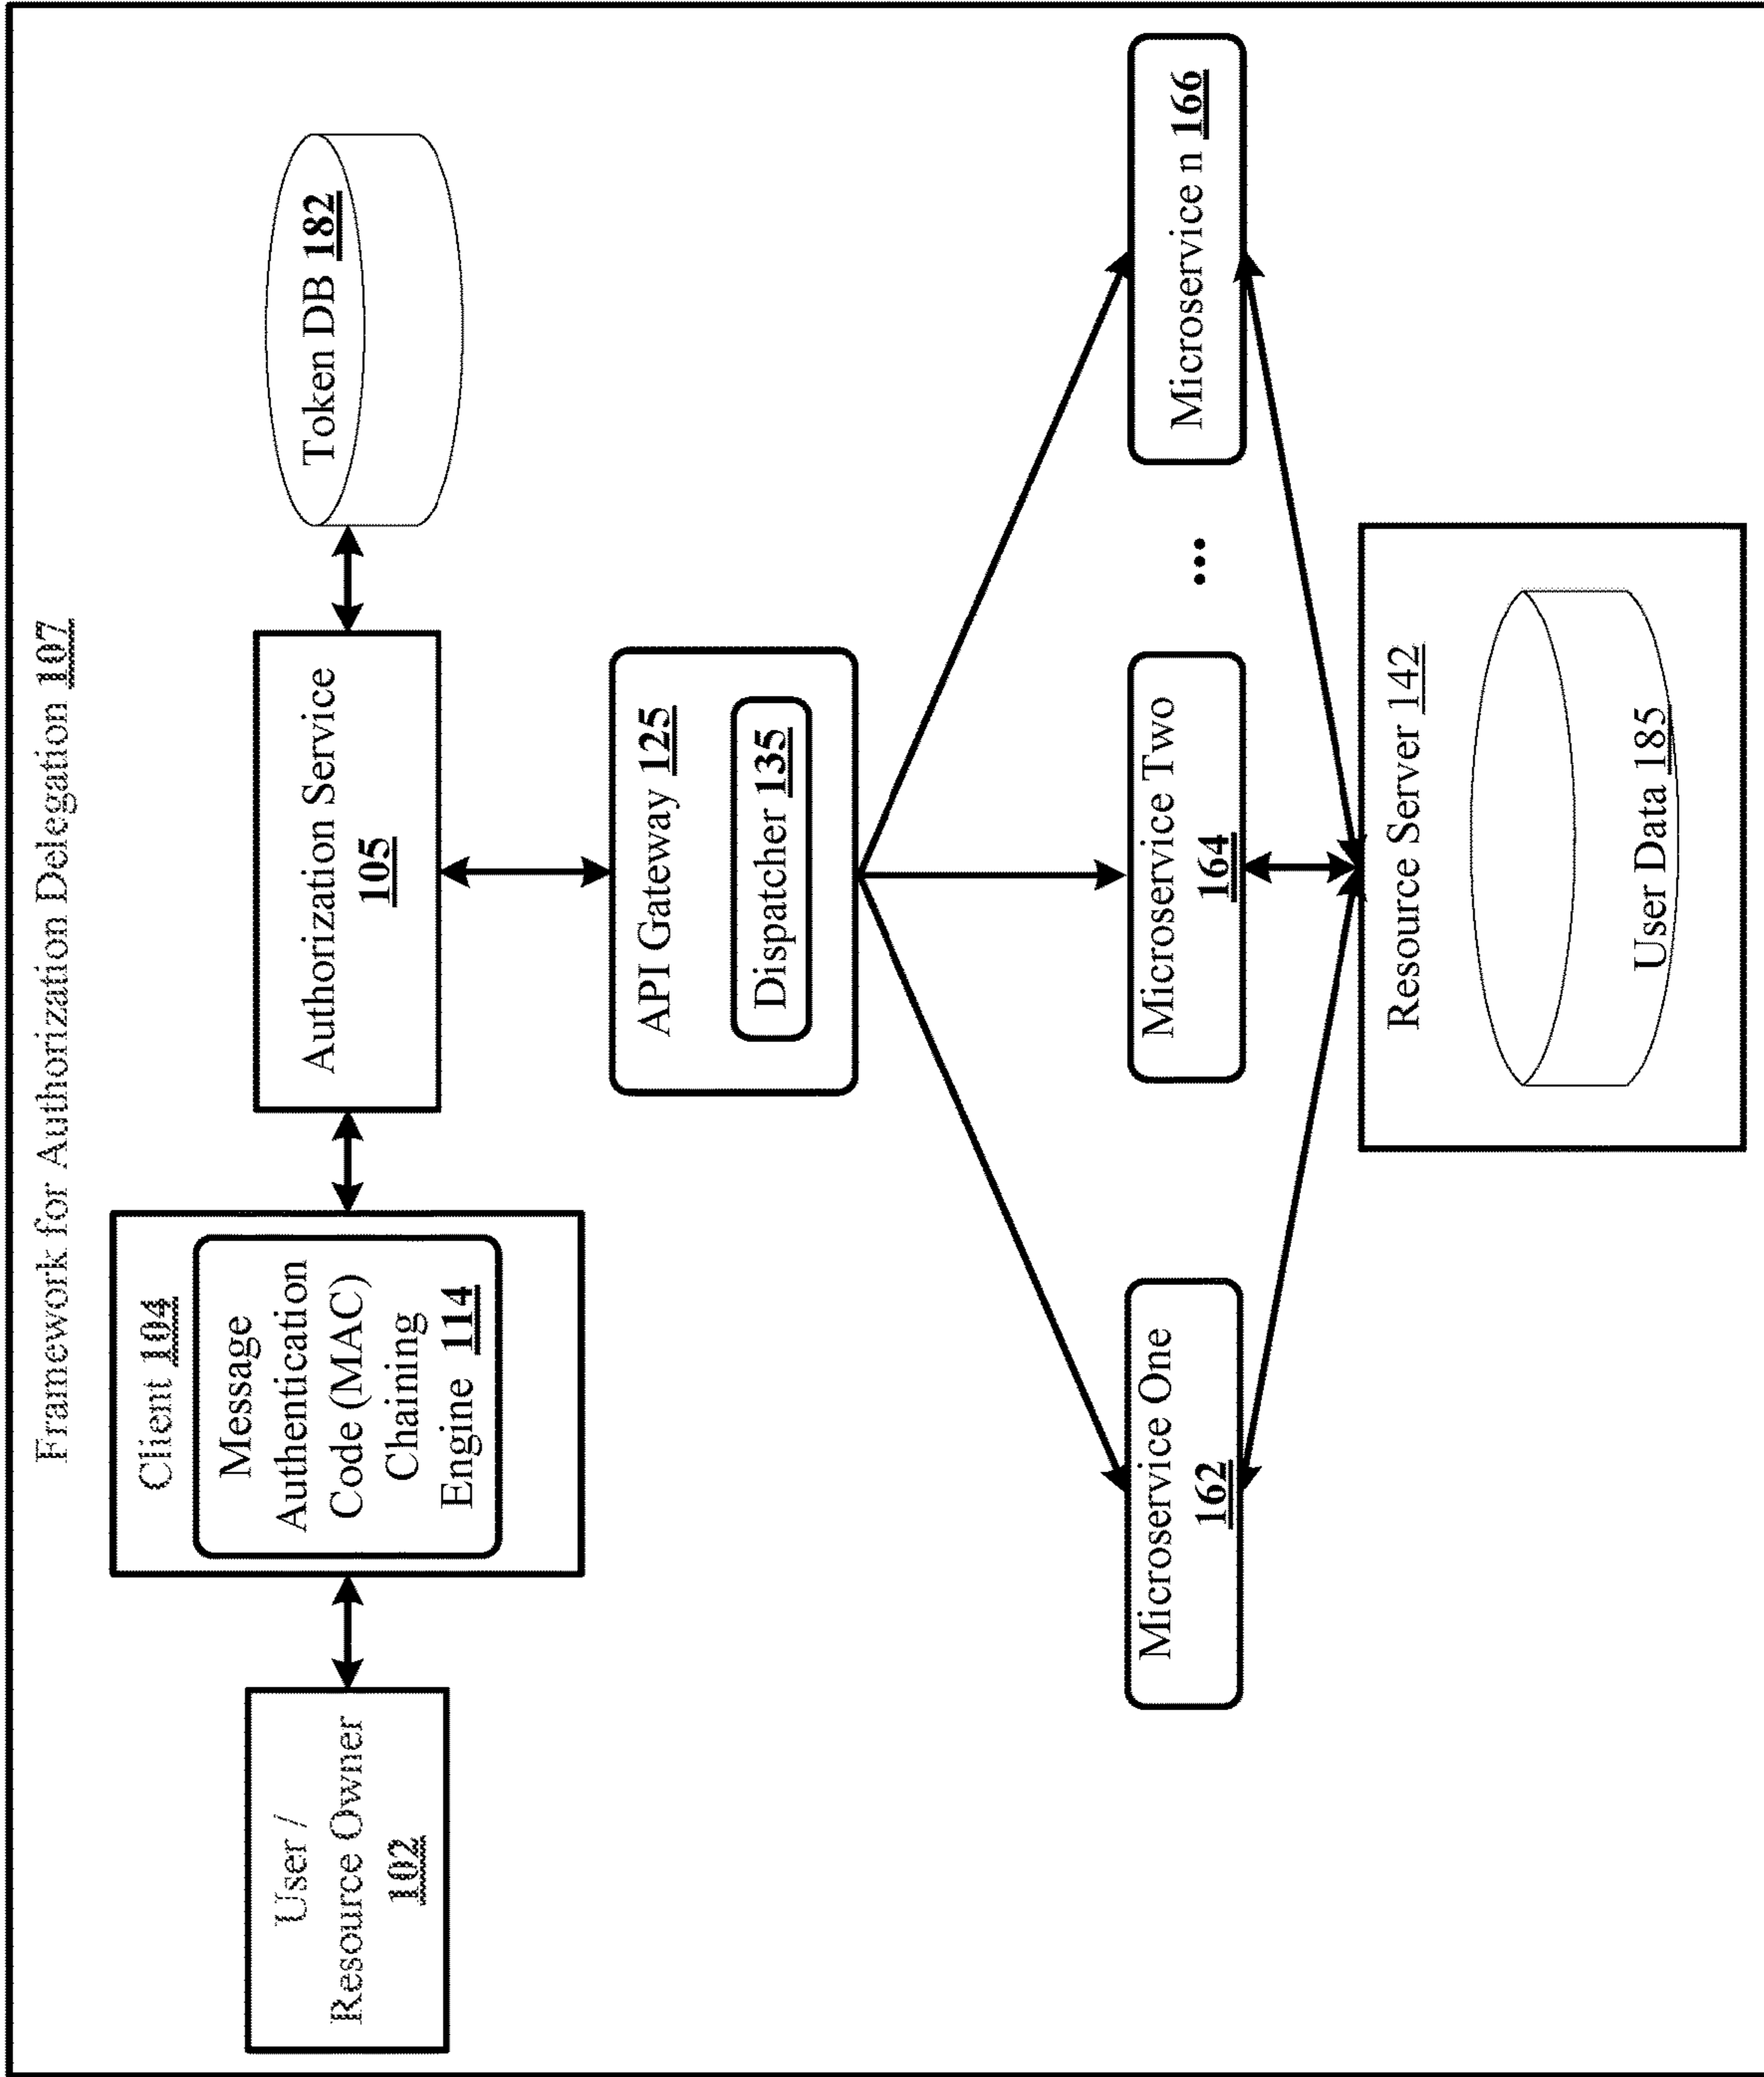 Framework for Authorization Delegation 107
User /
Resource Owner
102
Client 104
Message
Authentication
Code (MAC)
Chaining
Engine 114
Authorization Service
105
Token DB 182
API Gateway 125
Dispatcher 135
Microservice One
162
Microservice Two
164
...
Microservice n 166
Resource Server 142
User Data 185